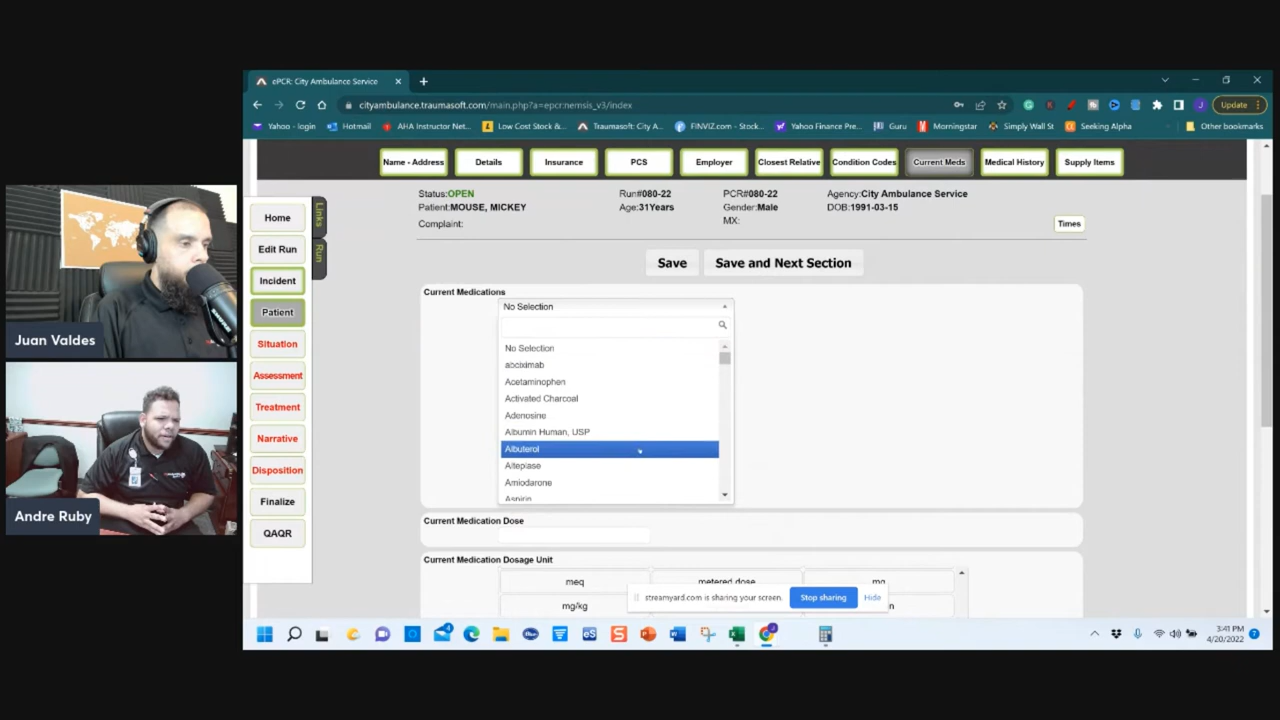 ePCR: City Ambulance Service
cityambulance.traumasoft.com/main.php?a=epcr:nemsis_v3/index
Update
Yahoo - login
Hotmail
AHA Instructor Net...
Low Cost Stock &...
Traumasoft: City A...
FINVIZ.com - Stock...
Yahoo Finance Pre...
Guru
Morningstar
Simply Wall St
Seeking Alpha
Other bookmarks
Name - Address
Details
Insurance
PCS
Employer
Closest Relative
Condition Codes
Current Meds
Medical History
Supply Items
Status:OPEN
Run#080-22
PCR#080-22
Agency:City Ambulance Service
Patient:MOUSE, MICKEY
Age:31Years
Gender:Male
DOB:1991-03-15
Complaint:
MX:
Times
Home
Edit Run
Incident
Patient
Situation
Assessment
Treatment
Narrative
Disposition
Finalize
QAQR
Links
Run
Save
Save and Next Section
Current Medications
No Selection
No Selection
abciximab
Acetaminophen
Activated Charcoal
Adenosine
Albumin Human, USP
Albuterol
Alteplase
Amiodarone
Aspirin
Current Medication Dose
Current Medication Dosage Unit
meq
metered dose
mg
mg/kg
streamyard.com is sharing your screen.
Stop sharing
Hide
3:41 PM
4/20/2022
Juan Valdes
Andre Ruby